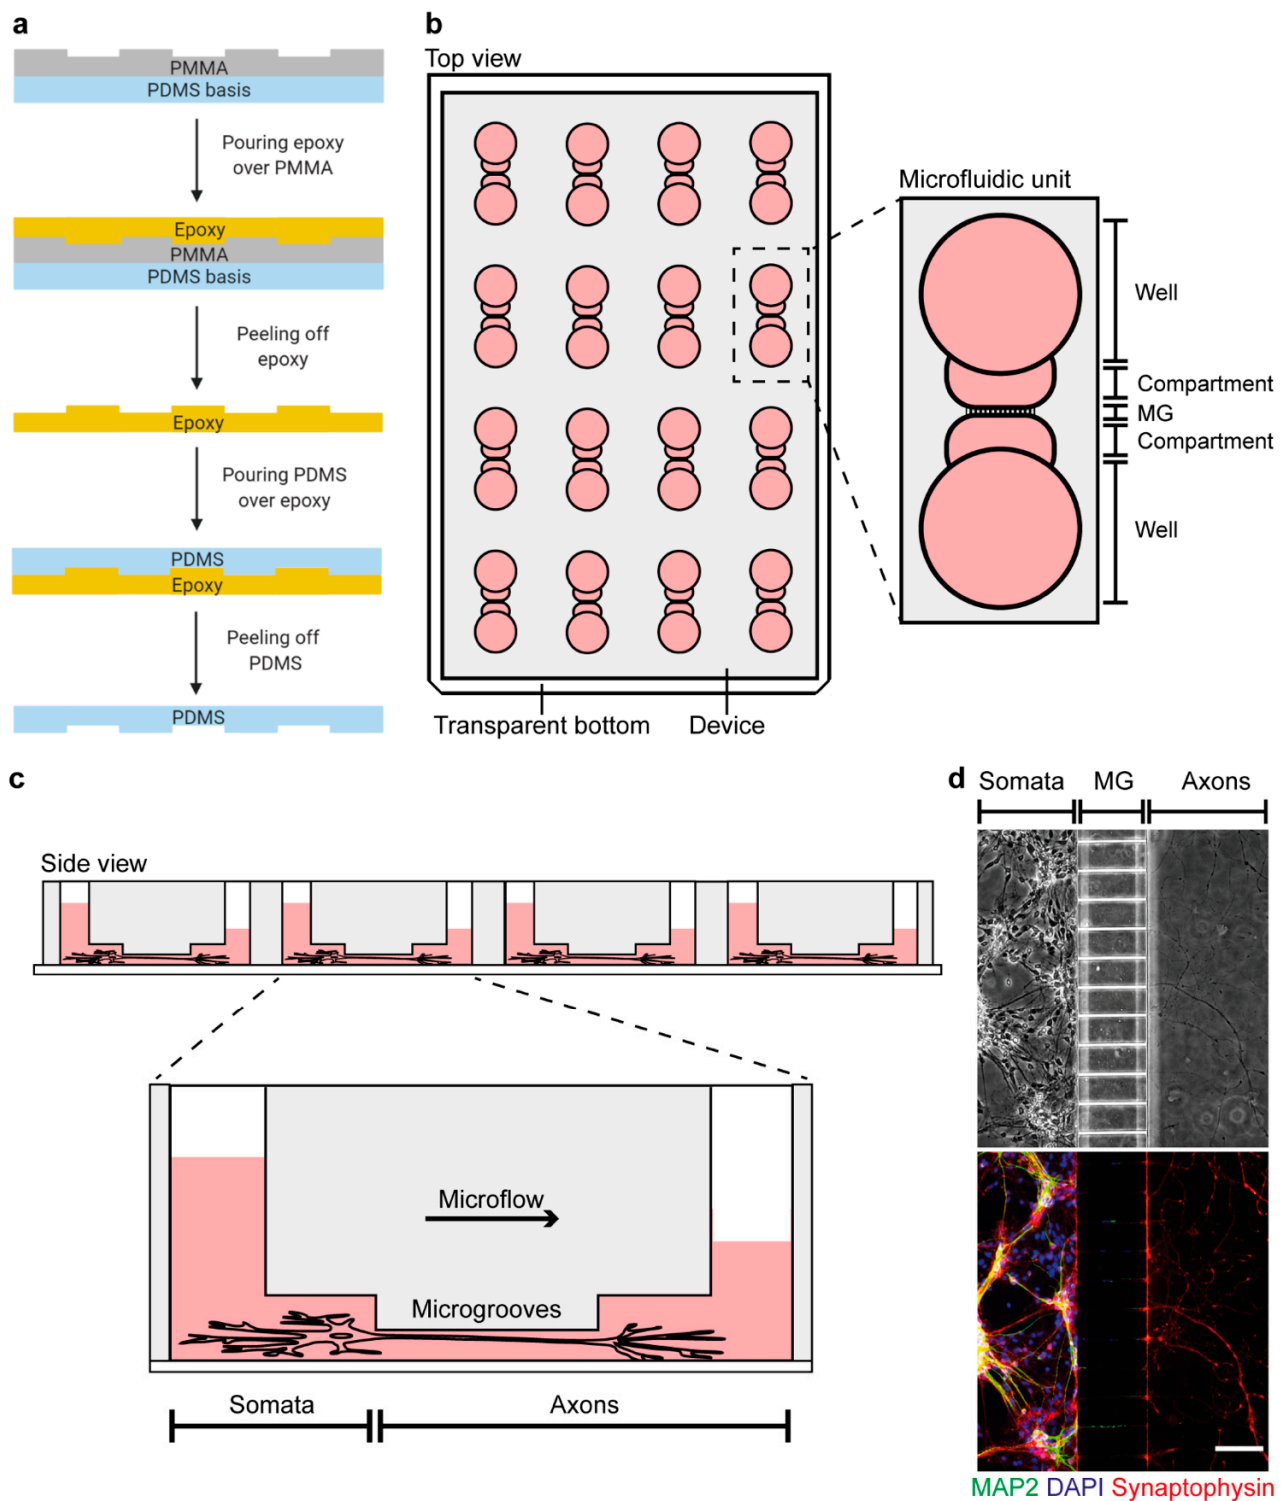 a
PMMA
PDMS basis
Pouring epoxy
over PMMA
Epoxy
PMMA
PDMS basis
Peeling off
epoxy
Epoxy
Pouring PDMS
over epoxy
PDMS
Epoxy
Peeling off
PDMS
PDMS
b
Top view
Transparent bottom
Device
Microfluidic unit
Well
Compartment
MG
Compartment
Well
c
Side view
Microflow
Microgrooves
Somata
Axons
d
Somata
MG
Axons
MAP2 DAPI Synaptophysin